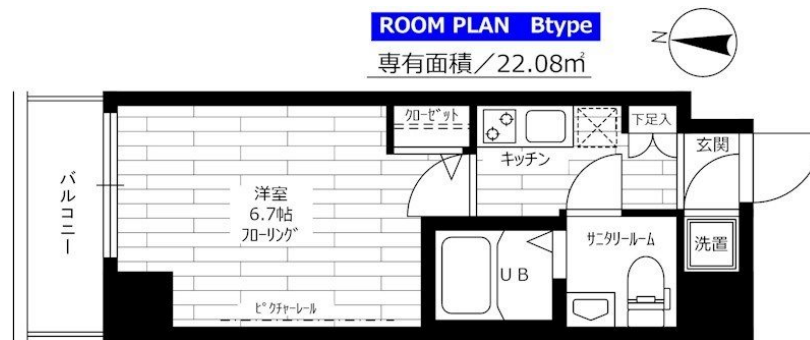 ROOM PLAN Btype
専有面積／22.08㎡
N
バルコニー
洋室
6.7帖
フローリング
ピクチャーレール
クローゼット
キッチン
下足入
玄関
UB
サニタリールーム
洗置